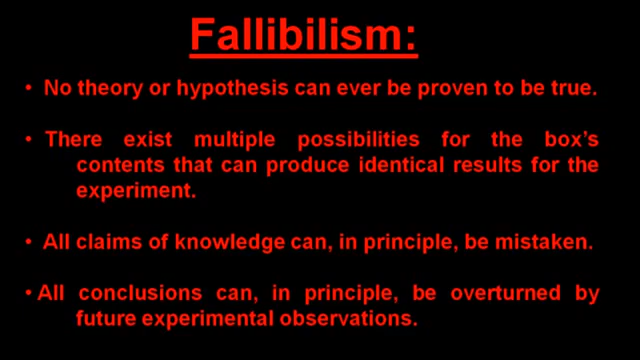 Fallibilism:
• No theory or hypothesis can ever be proven to be true.
• There exist multiple possibilities for the box's
contents that can produce identical results for the
experiment.
• All claims of knowledge can, in principle, be mistaken.
• All conclusions can, in principle, be overturned by
future experimental observations.